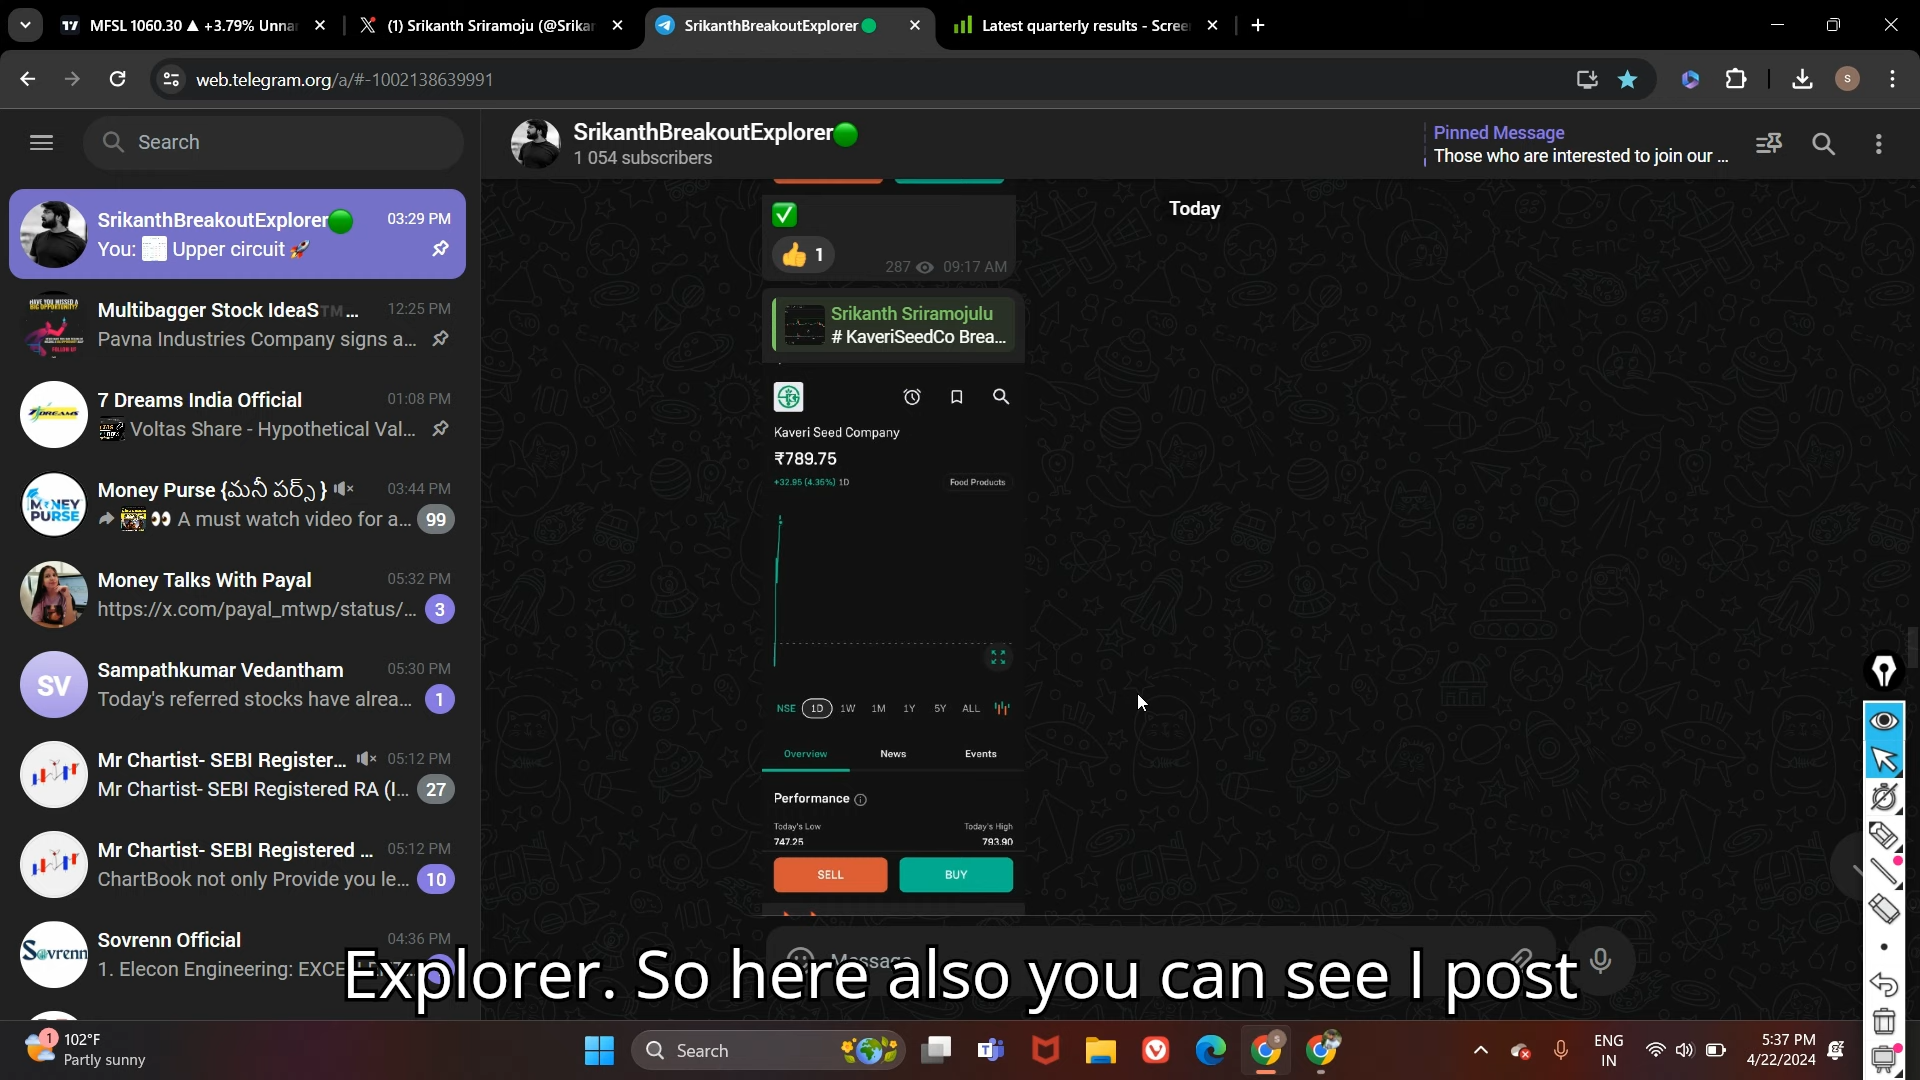 MFSL 1060.30 ▲ +3.79% Unna
(1) Srikanth Sriramoju (@Srika
SrikanthBreakoutExplorer
Latest quarterly results - Scree
web.telegram.org/a/#-1002138639991
S
Search
SrikanthBreakoutExplorer
1 054 subscribers
Pinned Message
Those who are interested to join our ...
SrikanthBreakoutExplorer 03:29 PM
You: Upper circuit 🚀
Multibagger Stock IdeaS™... 12:25 PM
Pavna Industries Company signs a...
7 Dreams India Official 01:08 PM
Voltas Share - Hypothetical Val...
Money Purse {మనీ పర్స్} 03:44 PM
👀 A must watch video for a... 99
Money Talks With Payal 05:32 PM
https://x.com/payal_mtwp/status/... 3
SV
Sampathkumar Vedantham 05:30 PM
Today's referred stocks have alrea... 1
Mr Chartist- SEBI Register... 05:12 PM
Mr Chartist- SEBI Registered RA (I... 27
Mr Chartist- SEBI Registered ... 05:12 PM
ChartBook not only Provide you le... 10
Sovrenn Official 04:36 PM
1. Elecon Engineering: EXCE
MONEY PURSE
Sovrenn
Today
✅
👍 1
287 09:17 AM
Srikanth Sriramojulu
# KaveriSeedCo Brea...
Kaveri Seed Company
₹789.75
+32.95 (4.35%) 1D
Food Products
NSE 1D 1W 1M 1Y 5Y ALL
Overview News Events
Performance
Today's Low Today's High
747.25 793.90
SELL BUY
Message
Explorer. So here also you can see I post
1
102°F
Partly sunny
Search
ENG
IN
5:37 PM
4/22/2024